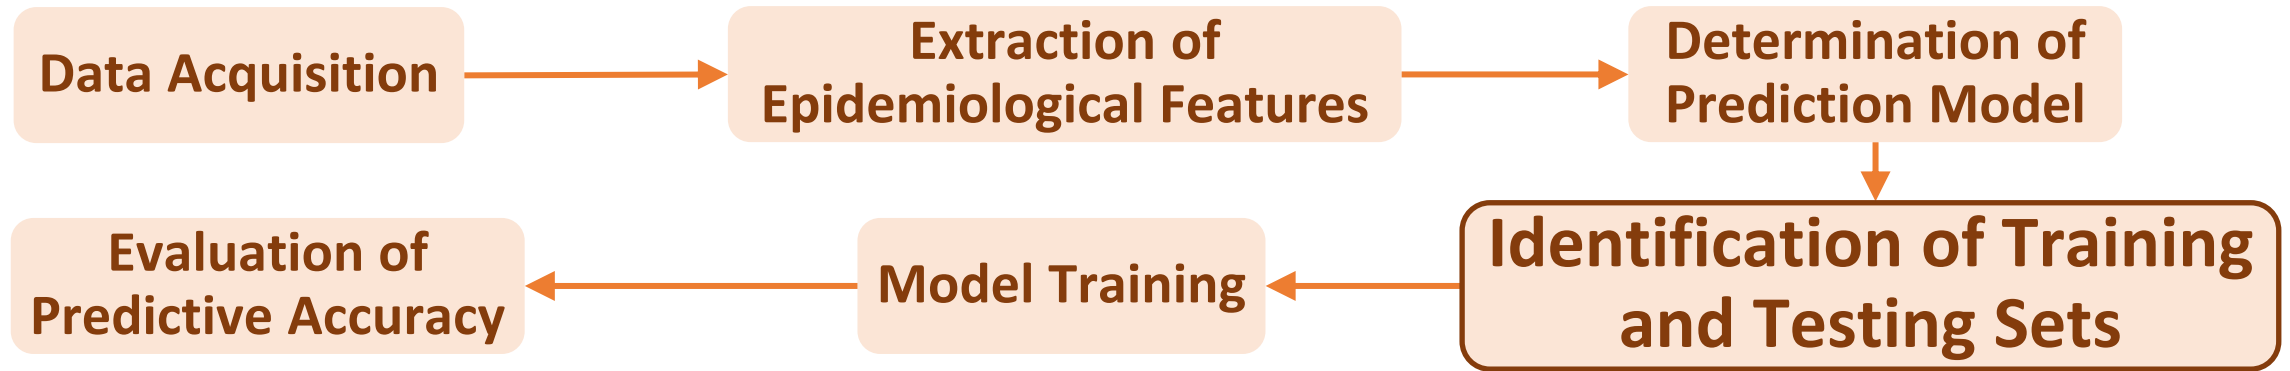 Data Acquisition
Extraction of
Epidemiological Features
Determination of
Prediction Model
Identification of Training
and Testing Sets
Model Training
Evaluation of
Predictive Accuracy